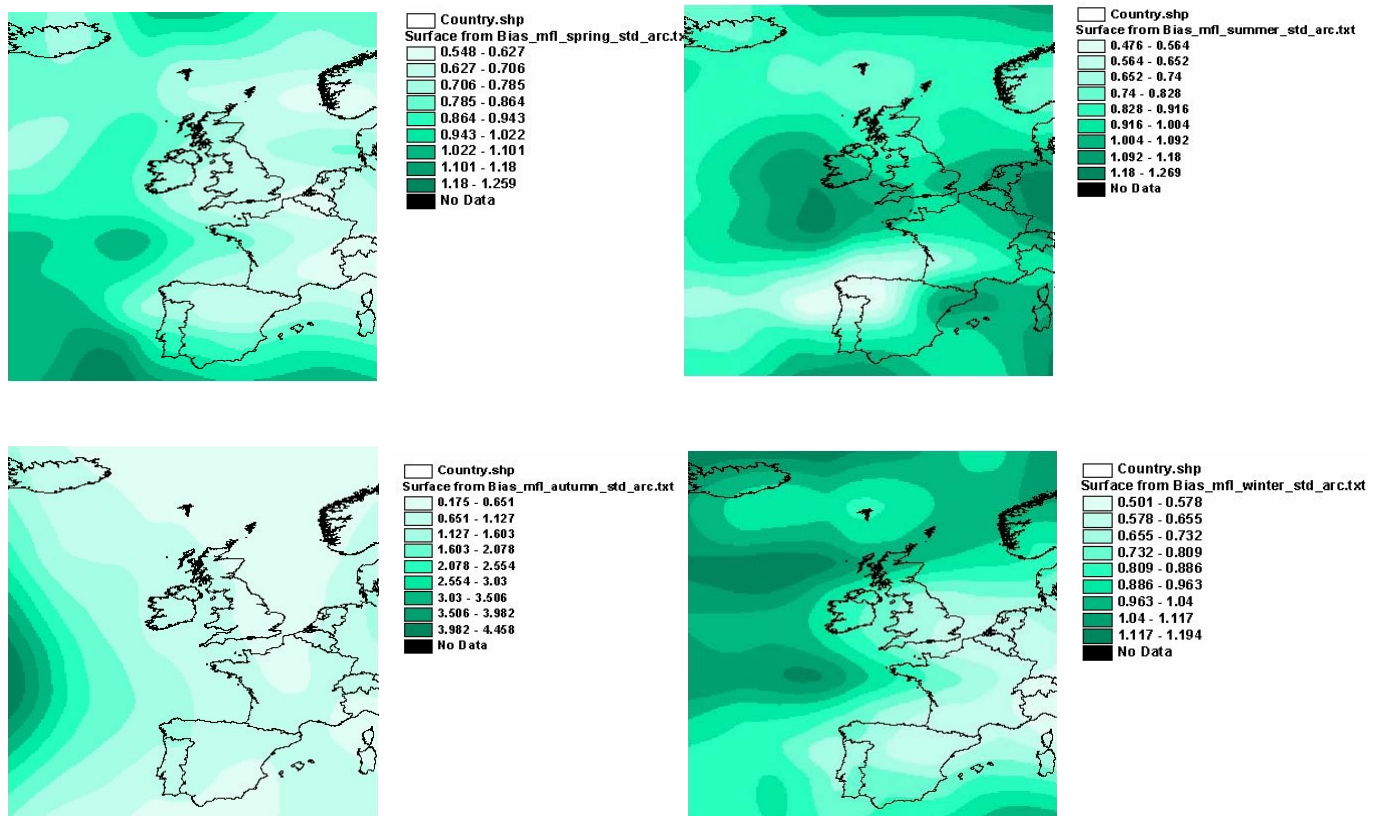 Country.shp
Surface from Bias_mfl_spring_std_arc.txt
0.548 - 0.627
0.627 - 0.706
0.706 - 0.785
0.785 - 0.864
0.864 - 0.943
0.943 - 1.022
1.022 - 1.101
1.101 - 1.18
1.18 - 1.259
No Data
Country.shp
Surface from Bias_mfl_summer_std_arc.txt
0.476 - 0.564
0.564 - 0.652
0.652 - 0.74
0.74 - 0.828
0.828 - 0.916
0.916 - 1.004
1.004 - 1.092
1.092 - 1.18
1.18 - 1.269
No Data
Country.shp
Surface from Bias_mfl_autumn_std_arc.txt
0.175 - 0.651
0.651 - 1.127
1.127 - 1.603
1.603 - 2.078
2.078 - 2.554
2.554 - 3.03
3.03 - 3.506
3.506 - 3.982
3.982 - 4.458
No Data
Country.shp
Surface from Bias_mfl_winter_std_arc.txt
0.501 - 0.578
0.578 - 0.655
0.655 - 0.732
0.732 - 0.809
0.809 - 0.886
0.886 - 0.963
0.963 - 1.04
1.04 - 1.117
1.117 - 1.194
No Data